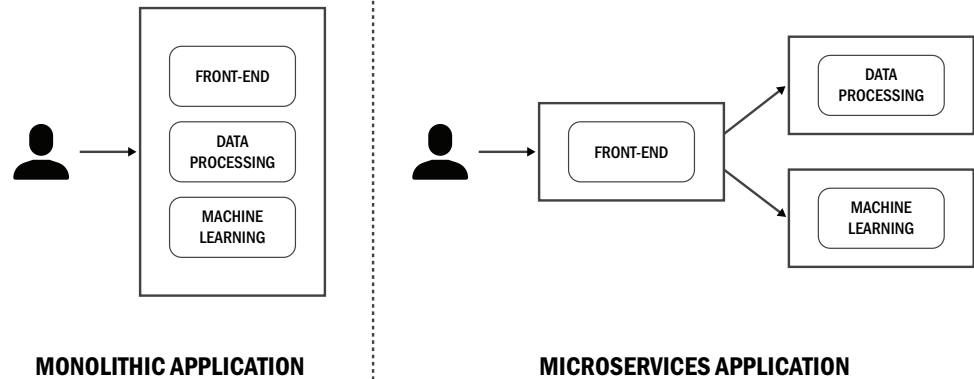 FRONT-END
DATA
PROCESSING
MACHINE
LEARNING
MONOLITHIC APPLICATION
FRONT-END
DATA
PROCESSING
MACHINE
LEARNING
MICROSERVICES APPLICATION